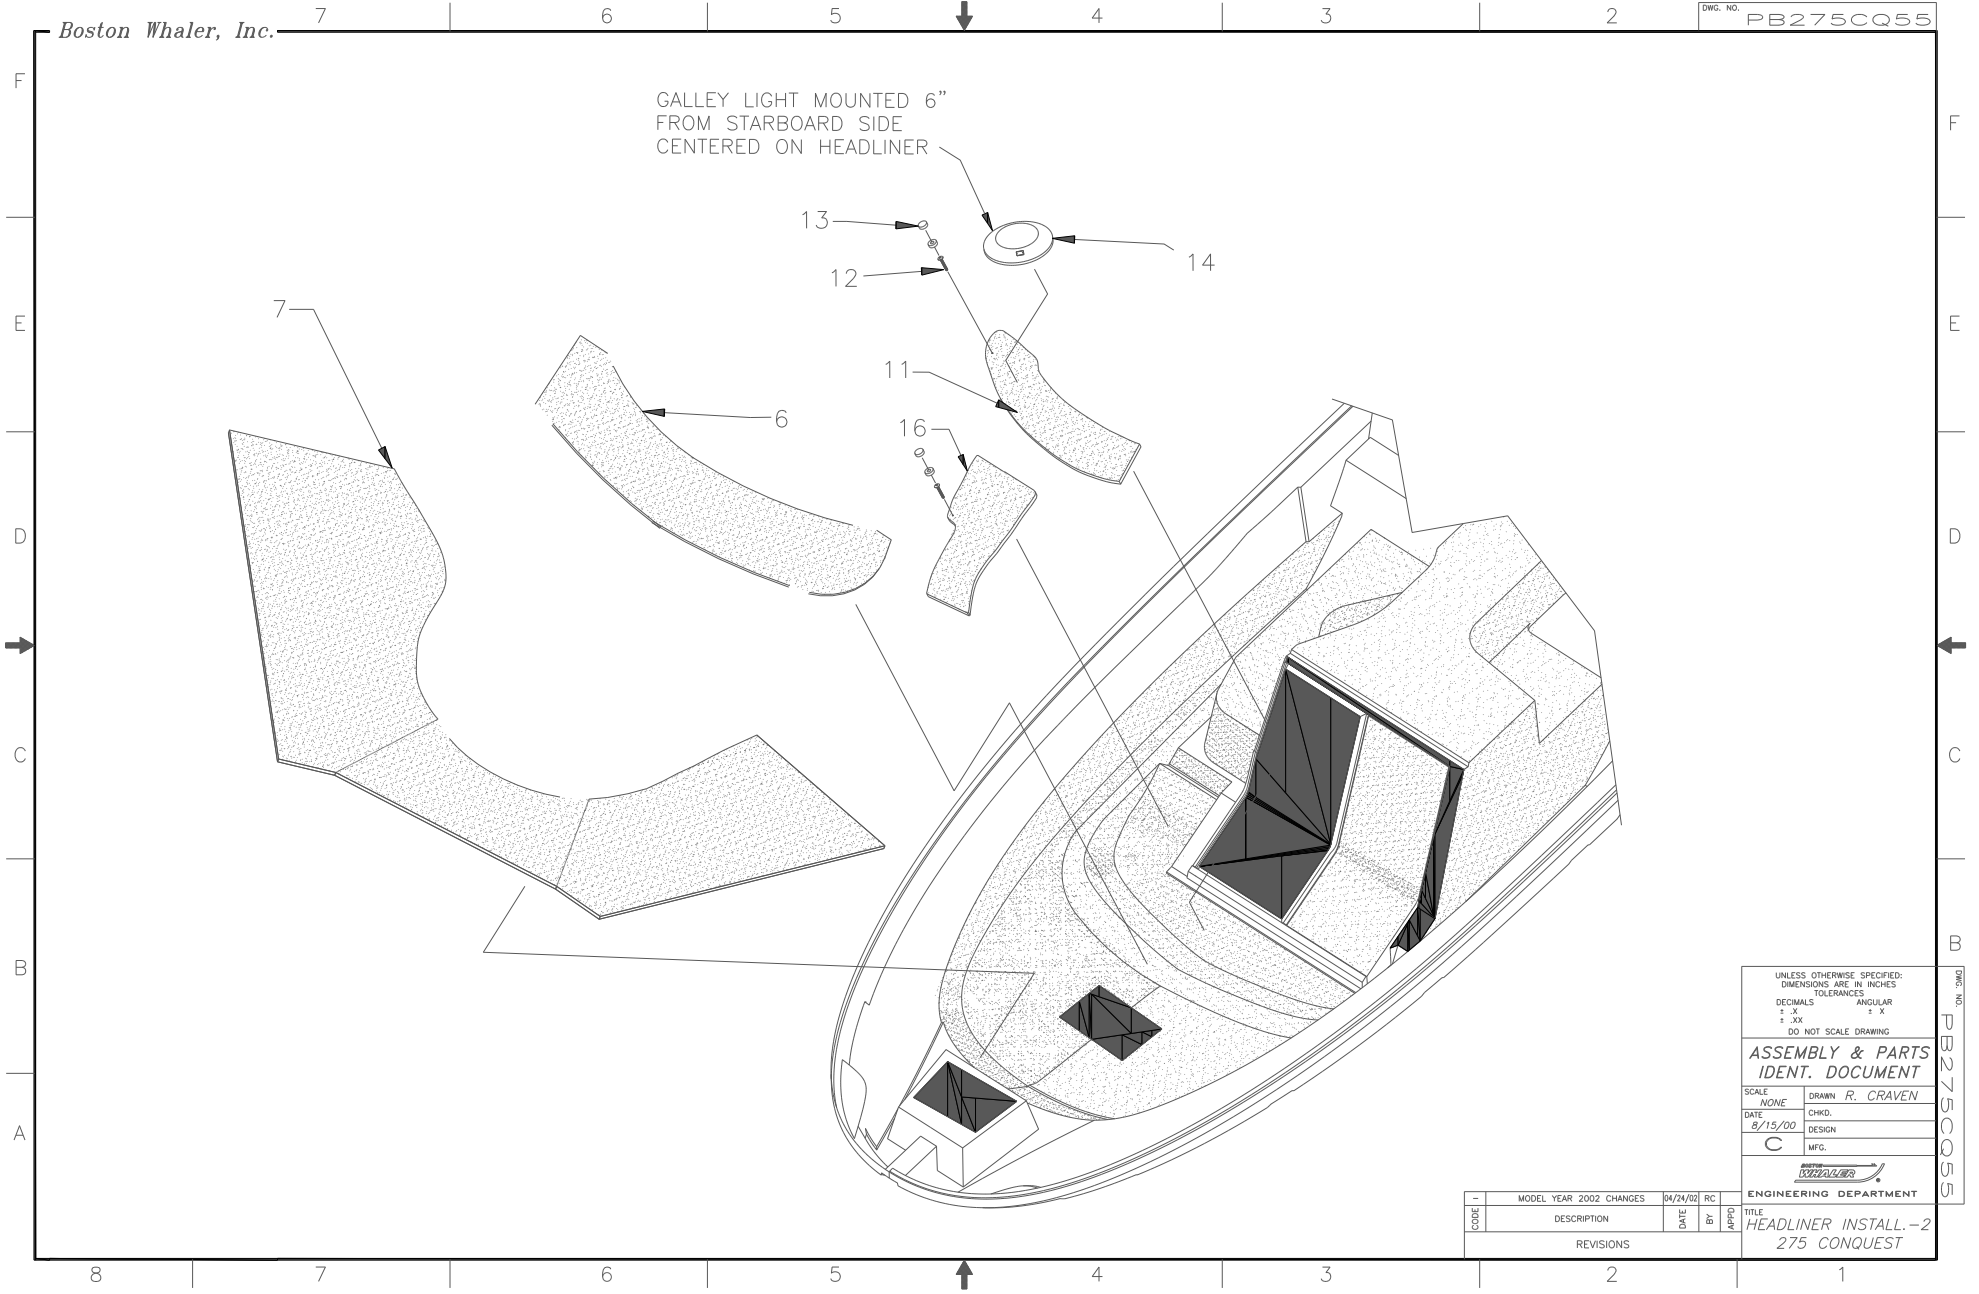 7 6 5 4 3 2
DWG. NO. PB275CQ55
Boston Whaler, Inc.
F
F
GALLEY LIGHT MOUNTED 6”
FROM STARBOARD SIDE
CENTERED ON HEADLINER
13
12
14
7
E
E
11
6
16
D
D
C
C
B
B
A
UNLESS OTHERWISE SPECIFIED:
DIMENSIONS ARE IN INCHES
TOLERANCES
DECIMALS ANGULAR
± .X ± X
± .XX
DO NOT SCALE DRAWING
DWG. NO. PB275CQ55
ASSEMBLY & PARTS
IDENT. DOCUMENT
SCALE NONE
DRAWN R. CRAVEN
DATE 8/15/00
CHKD.
DESIGN
C
MFG.
BOSTON
WHALER
ENGINEERING DEPARTMENT
TITLE
HEADLINER INSTALL.-2
275 CONQUEST
- MODEL YEAR 2002 CHANGES 04/24/02 RC
CODE DESCRIPTION DATE BY APPD
REVISIONS
8 7 6 5 4 3 2 1